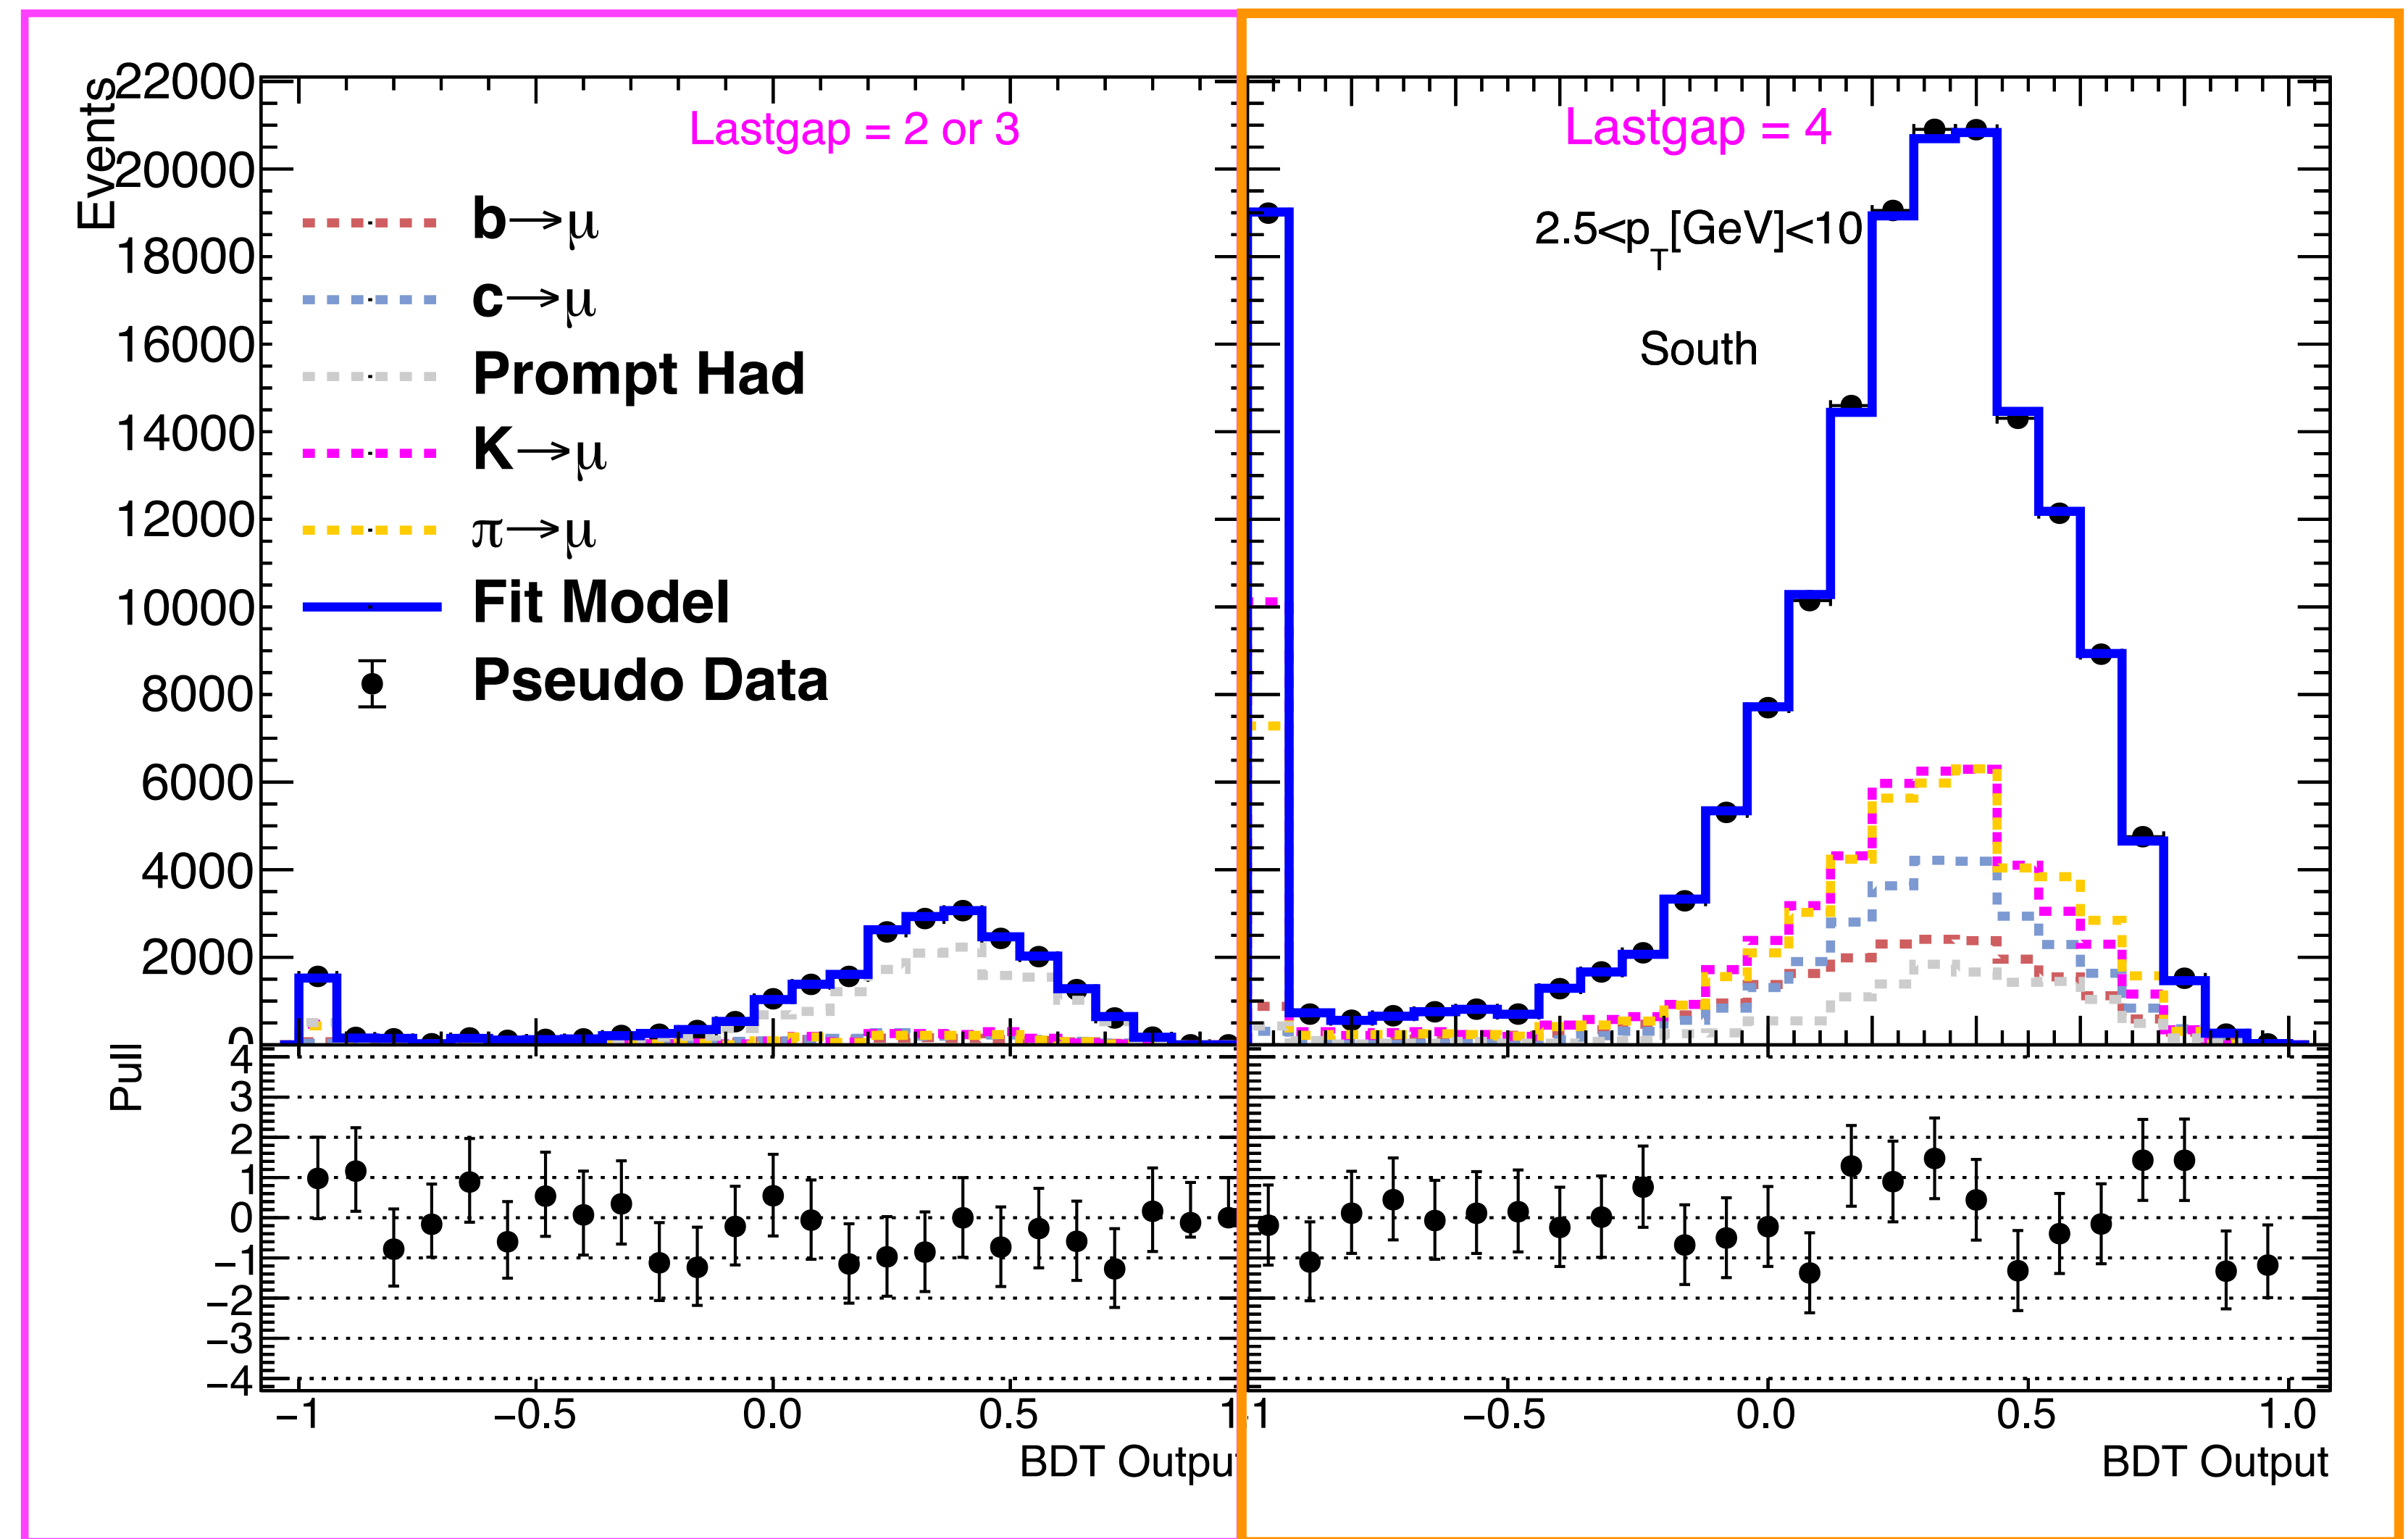 Events
22000
20000
18000
16000
14000
12000
10000
8000
6000
4000
2000
0
Lastgap = 2 or 3
b→μ
c→μ
Prompt Had
K→μ
π→μ
Fit Model
Pseudo Data
Lastgap = 4
2.5<p_T[GeV]<10
South
Pull
4
3
2
1
0
−1
−2
−3
−4
−1 −0.5 0.0 0.5 1
BDT Outpu
-1 −0.5 0.0 0.5 1.0
BDT Output